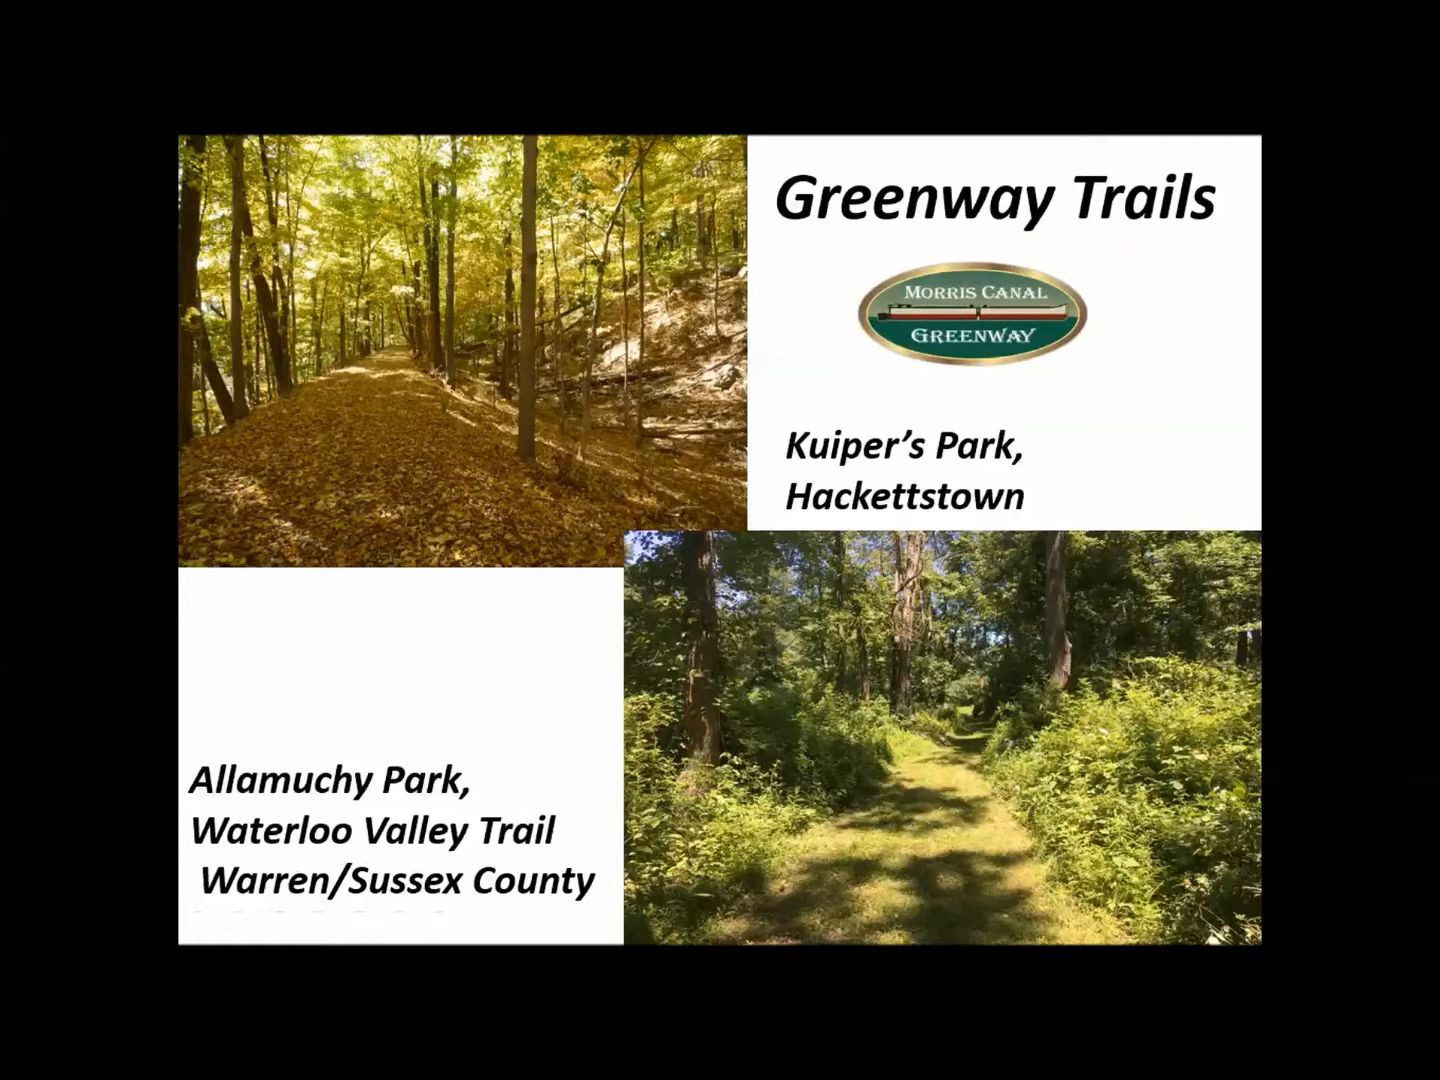 Greenway Trails
MORRIS CANAL
GREENWAY
Kuiper’s Park,
Hackettstown
Allamuchy Park,
Waterloo Valley Trail
Warren/Sussex County